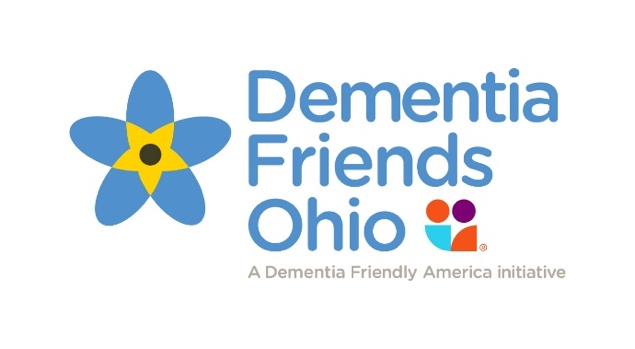 Dementia
Friends
Ohio
®
A Dementia Friendly America initiative